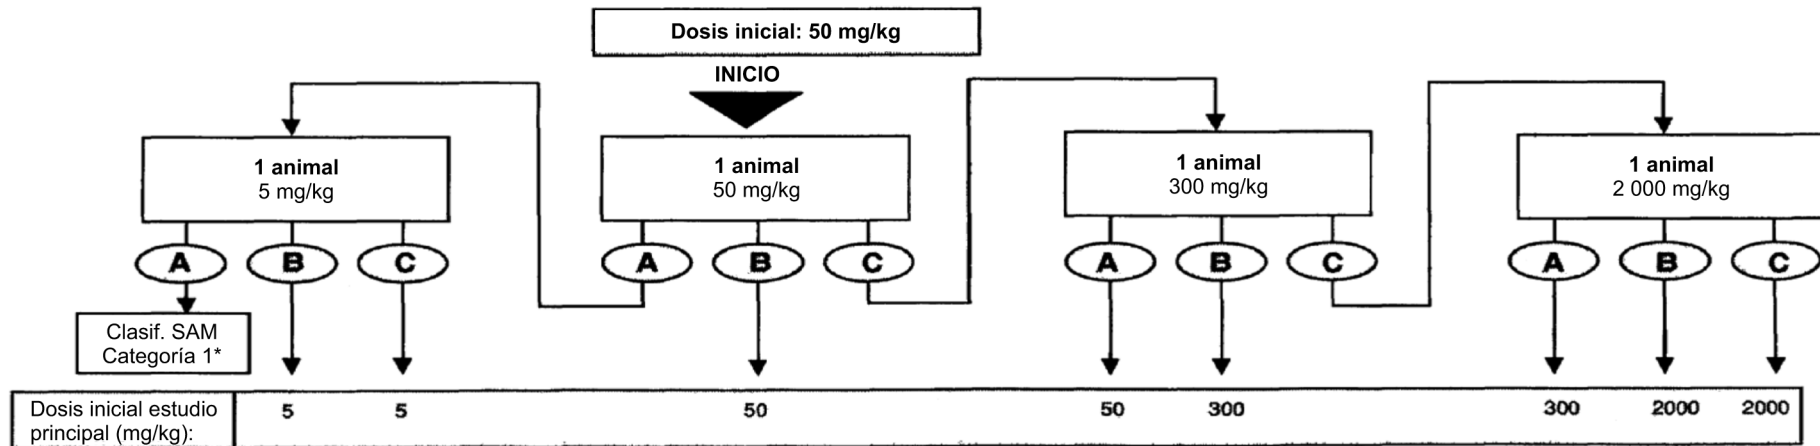 Dosis inicial: 50 mg/kg
INICIO
1 animal
5 mg/kg
1 animal
50 mg/kg
1 animal
300 mg/kg
1 animal
2 000 mg/kg
A B C
A B C
A B C
A B C
Clasif. SAM
Categoría 1*
Dosis inicial estudio
principal (mg/kg):
5 5 50 50 300 300 2000 2000